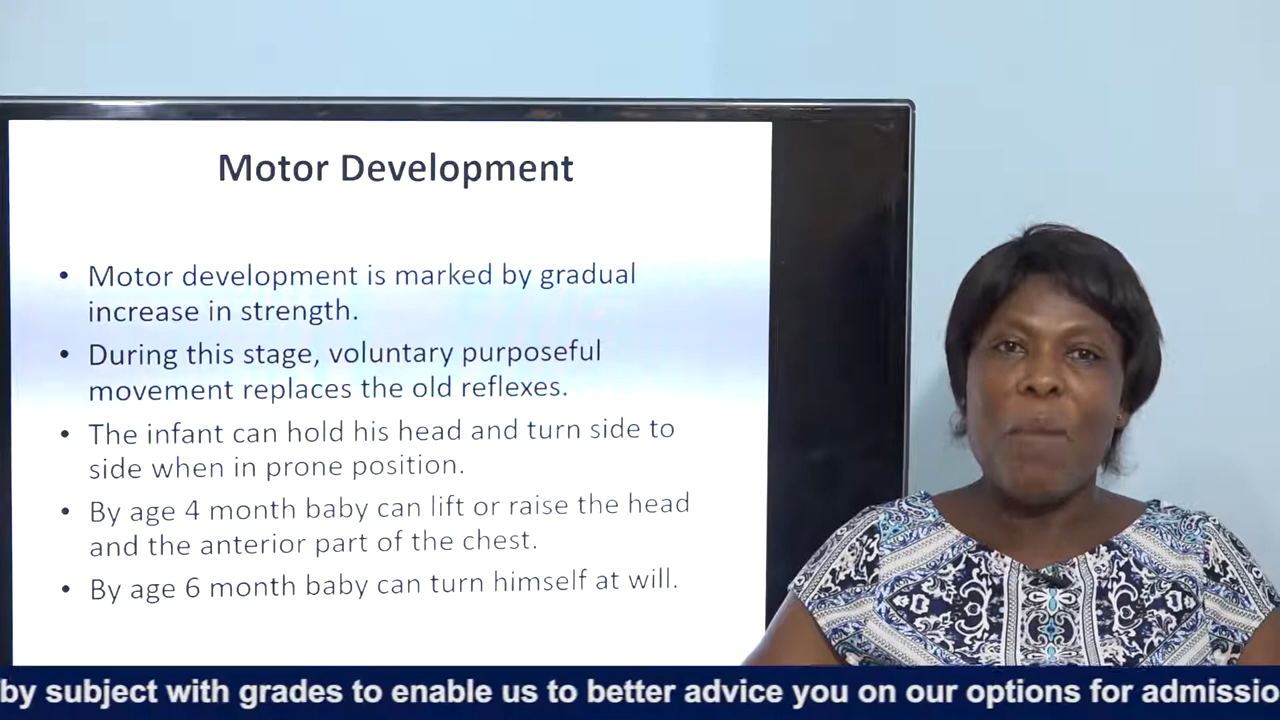 Motor Development
• Motor development is marked by gradual
increase in strength.
• During this stage, voluntary purposeful
movement replaces the old reflexes.
• The infant can hold his head and turn side to
side when in prone position.
• By age 4 month baby can lift or raise the head
and the anterior part of the chest.
• By age 6 month baby can turn himself at will.
by subject with grades to enable us to better advice you on our options for admissio